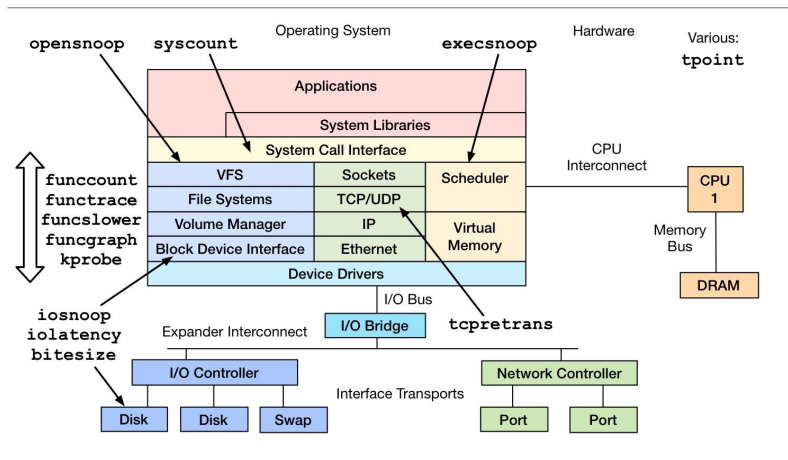 Operating System
Hardware
Various:
tpoint
opensnoop
syscount
execsnoop
Applications
System Libraries
System Call Interface
VFS
Sockets
Scheduler
File Systems
TCP/UDP
Volume Manager
IP
Virtual
Memory
Block Device Interface
Ethernet
Device Drivers
funccount
functrace
funcslower
funcgraph
kprobe
CPU
Interconnect
CPU
1
Memory
Bus
DRAM
I/O Bus
iosnoop
iolatency
bitesize
Expander Interconnect
I/O Bridge
tcpretrans
I/O Controller
Interface Transports
Network Controller
Disk
Disk
Swap
Port
Port